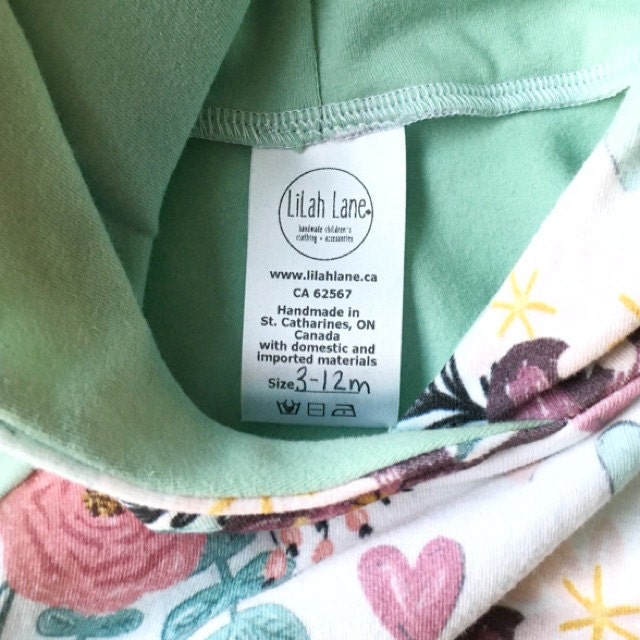 LiLah Lane
handmade children's
clothing + accessories
www.lilahlane.ca
CA 62567
Handmade in
St. Catharines, ON
Canada
with domestic and
imported materials
Size 3-12m